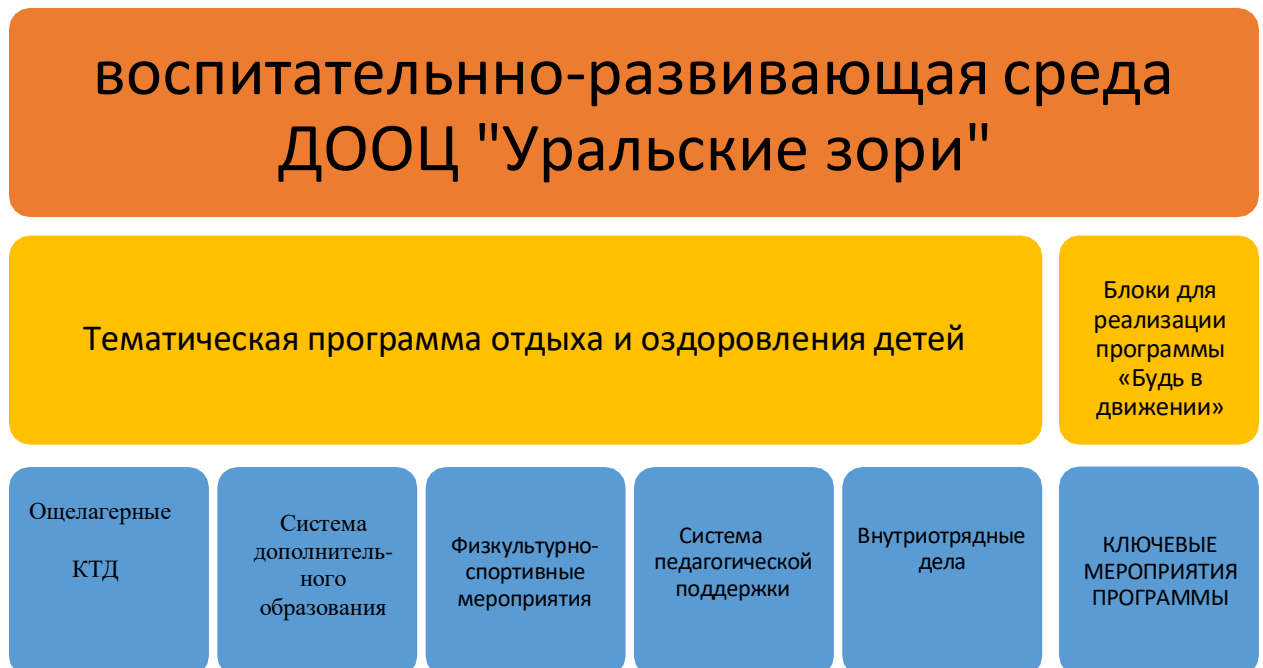 воспитательнно-развивающая среда
ДООЦ "Уральские зори"
Тематическая программа отдыха и оздоровления детей
Блоки для
реализации
программы
«Будь в
движении»
Ощелагерные
КТД
Система
дополнитель-
ного
образования
Физкультурно-
спортивные
мероприятия
Система
педагогической
поддержки
Внутриотрядные
дела
КЛЮЧЕВЫЕ
МЕРОПРИЯТИЯ
ПРОГРАММЫ